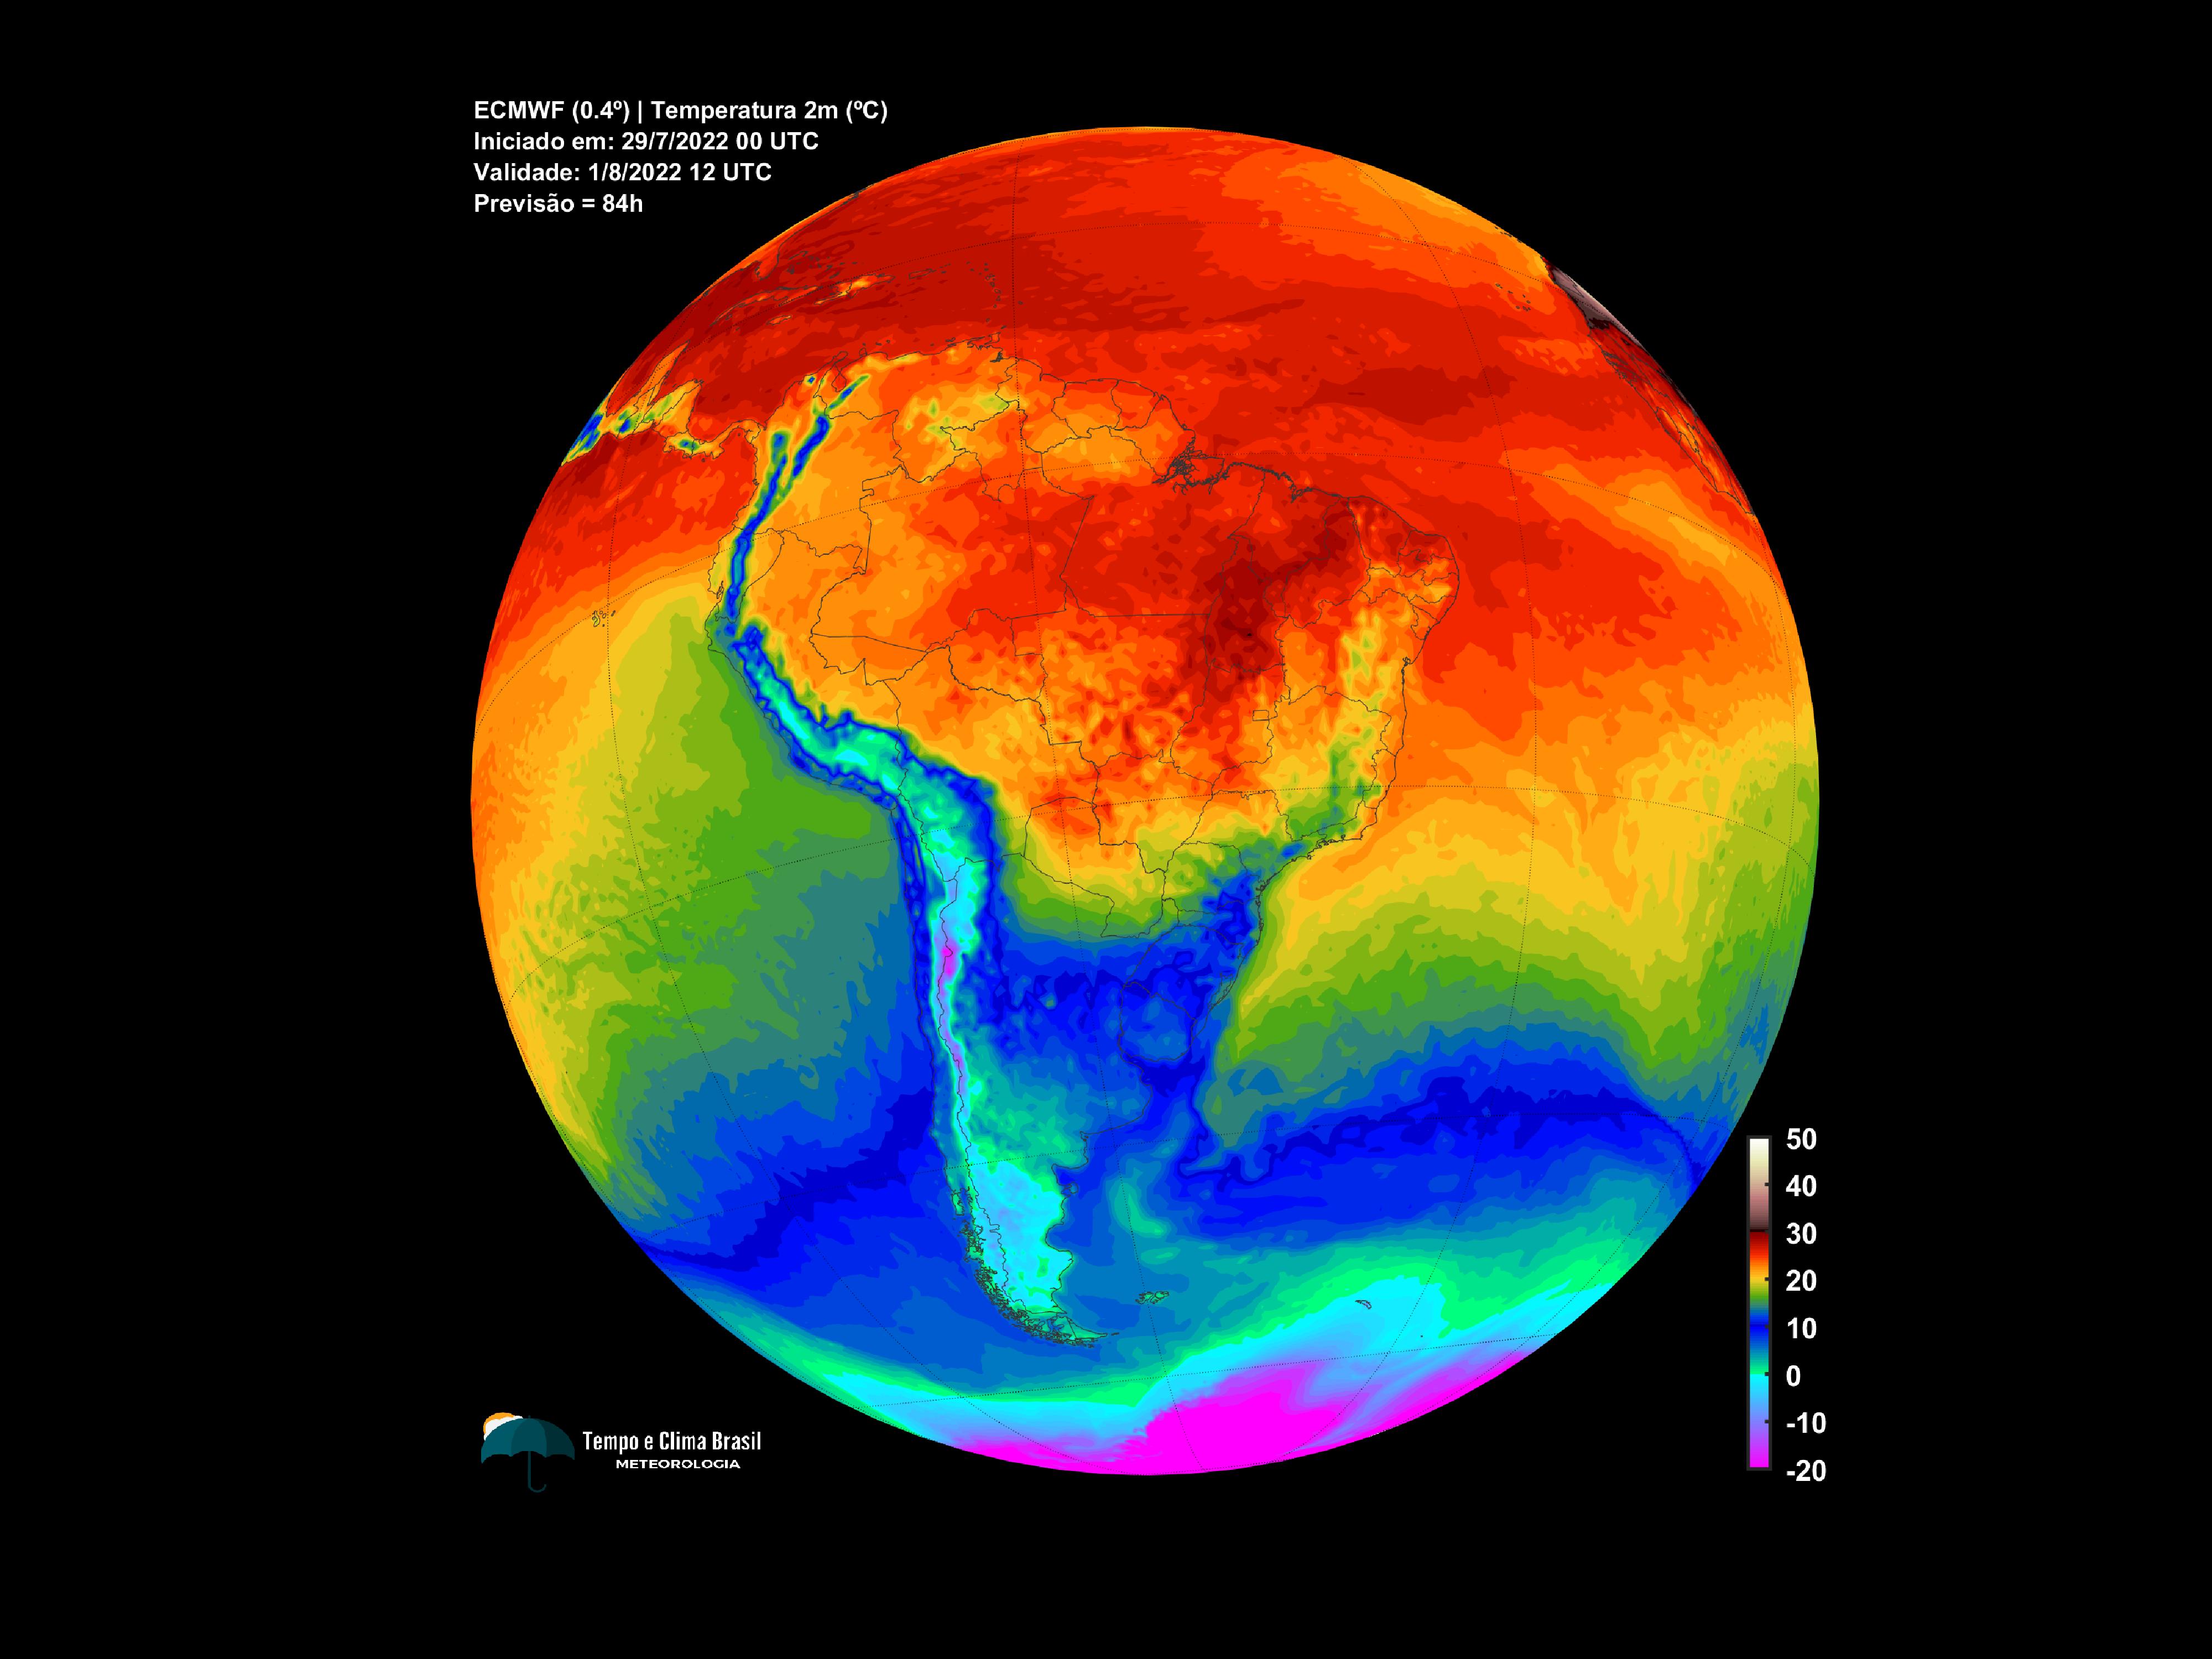 ECMWF (0.4º) | Temperatura 2m (ºC)
Iniciado em: 29/7/2022 00 UTC
Validade: 1/8/2022 12 UTC
Previsão = 84h
50
40
30
20
10
0
-10
-20
Tempo e Clima Brasil
METEOROLOGIA